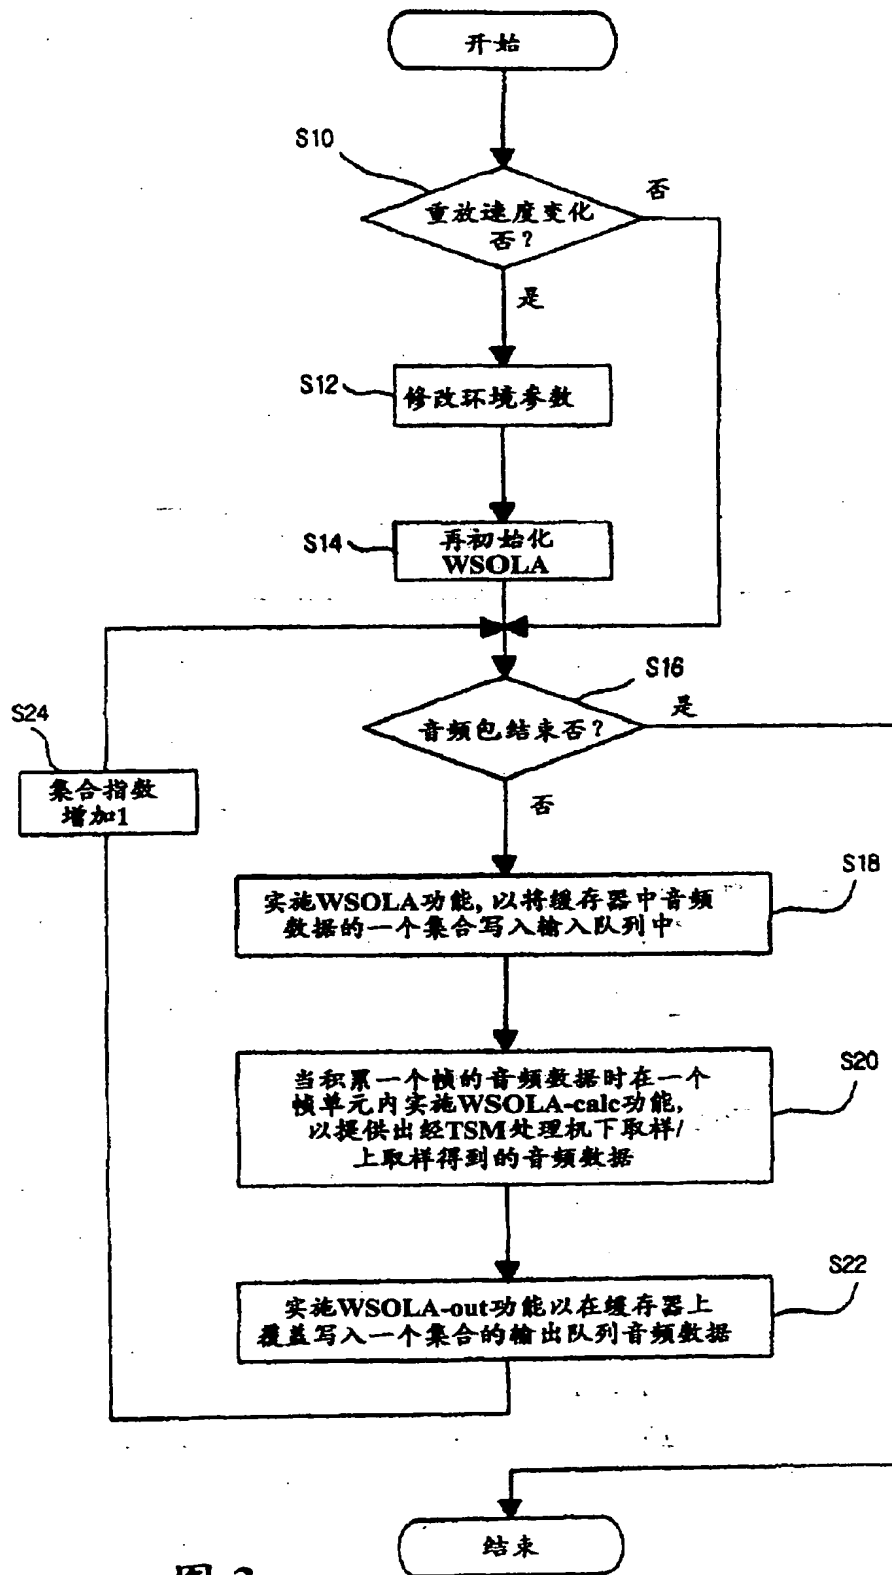 开始
S10
重放速度变化
否？
否
是
S12
修改环境参数
S14
再初始化
WSOLA
S16
音频包结束否？
是
S24
集合指数
增加1
否
S18
实施WSOLA功能, 以将缓存器中音频
数据的一个集合写入输入队列中
S20
当积累一个帧的音频数据时在一个
帧单元内实施WSOLA-calc功能,
以提供出经TSM处理机下取样/
上取样得到的音频数据
S22
实施WSOLA-out功能以在缓存器上
覆盖写入一个集合的输出队列音频数据
结束